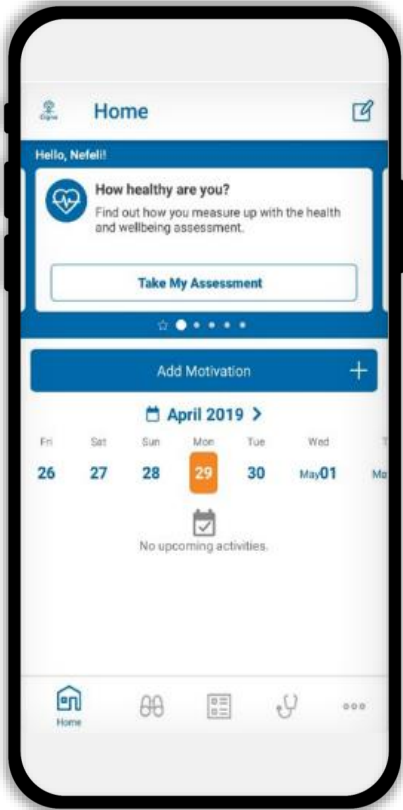 Cigna
Home
Hello, Nefeli!
How healthy are you?
Find out how you measure up with the health
and wellbeing assessment.
Take My Assessment
Add Motivation +
April 2019 >
Fri Sat Sun Mon Tue Wed T
26 27 28 29 30 May01 Ma
No upcoming activities.
Home